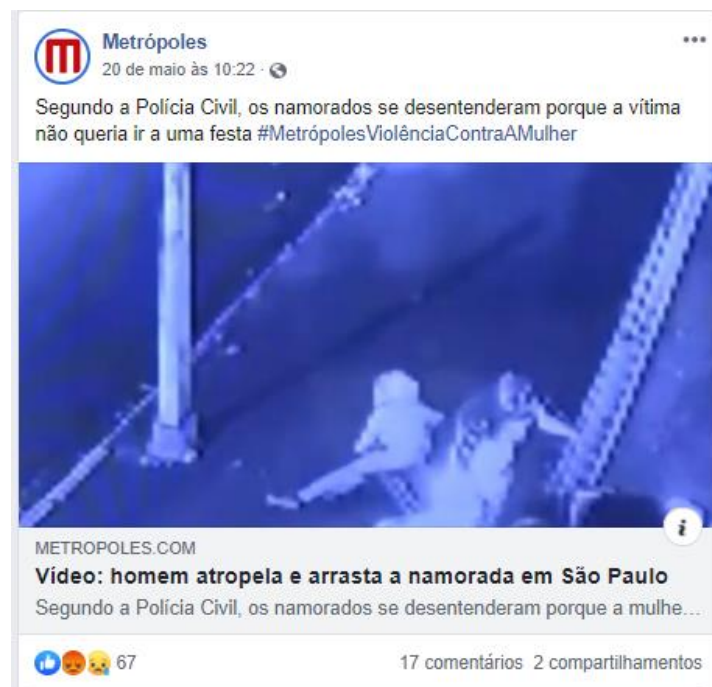 Metrópoles
20 de maio às 10:22 ·
Segundo a Polícia Civil, os namorados se desentenderam porque a vítima
não queria ir a uma festa #MetrópolesViolênciaContraAMulher
METROPOLES.COM
Vídeo: homem atropela e arrasta a namorada em São Paulo
Segundo a Polícia Civil, os namorados se desentenderam porque a mulhe...
67 17 comentários 2 compartilhamentos